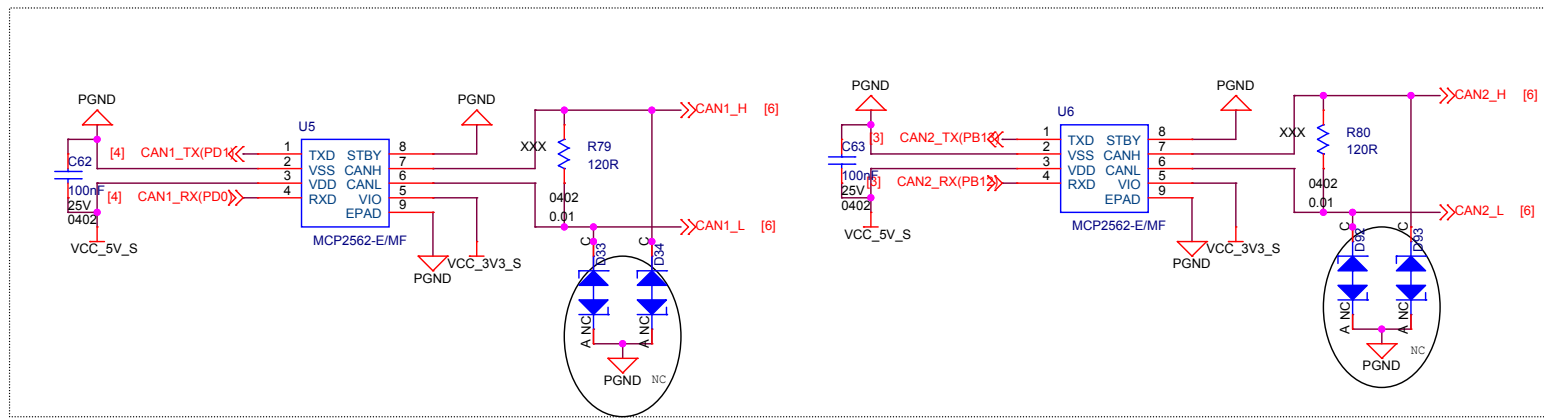 PGND
PGND
U5
CAN1_H [6]
[4] CAN1_TX(PD1)
1 TXD STBY 8
2 VSS CANH 7
3 VDD CANL 6
4 RXD VIO 5
EPAD 9
MCP2562-E/MF
C62
100nF
25V
0402
[4] CAN1_RX(PD0)
VCC_5V_S
XXX
R79
120R
0402
0.01
CAN1_L [6]
PGND
VCC_3V3_S
C
C
D33
D34
A NC
A NC
PGND
NC
PGND
PGND
U6
CAN2_H [6]
[3] CAN2_TX(PB13)
1 TXD STBY 8
2 VSS CANH 7
3 VDD CANL 6
4 RXD VIO 5
EPAD 9
MCP2562-E/MF
C63
100nF
25V
0402
[3] CAN2_RX(PB12)
VCC_5V_S
XXX
R80
120R
0402
0.01
CAN2_L [6]
PGND
VCC_3V3_S
C
C
D92
D93
A NC
A NC
PGND
NC